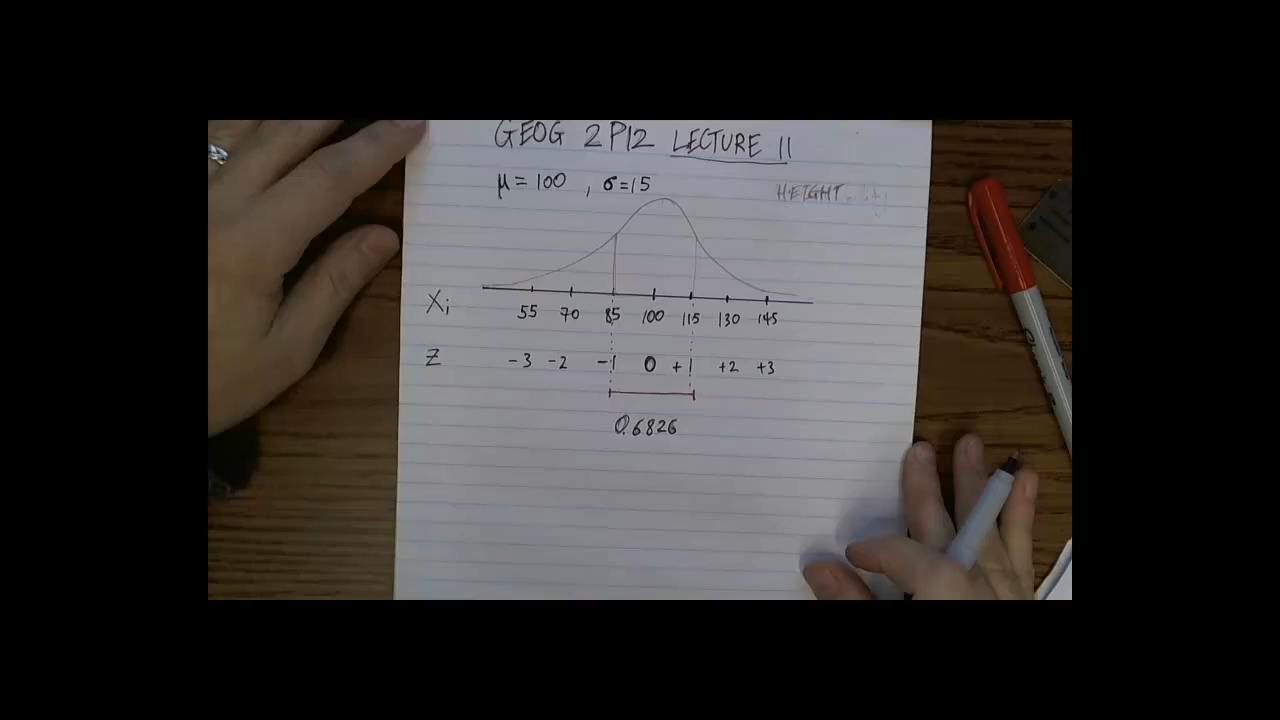 GEOG 2P12 LECTURE 11
μ = 100 , σ = 15
HEIGHT
Xi 55 70 85 100 115 130 145
Z -3 -2 -1 0 +1 +2 +3
0.6826